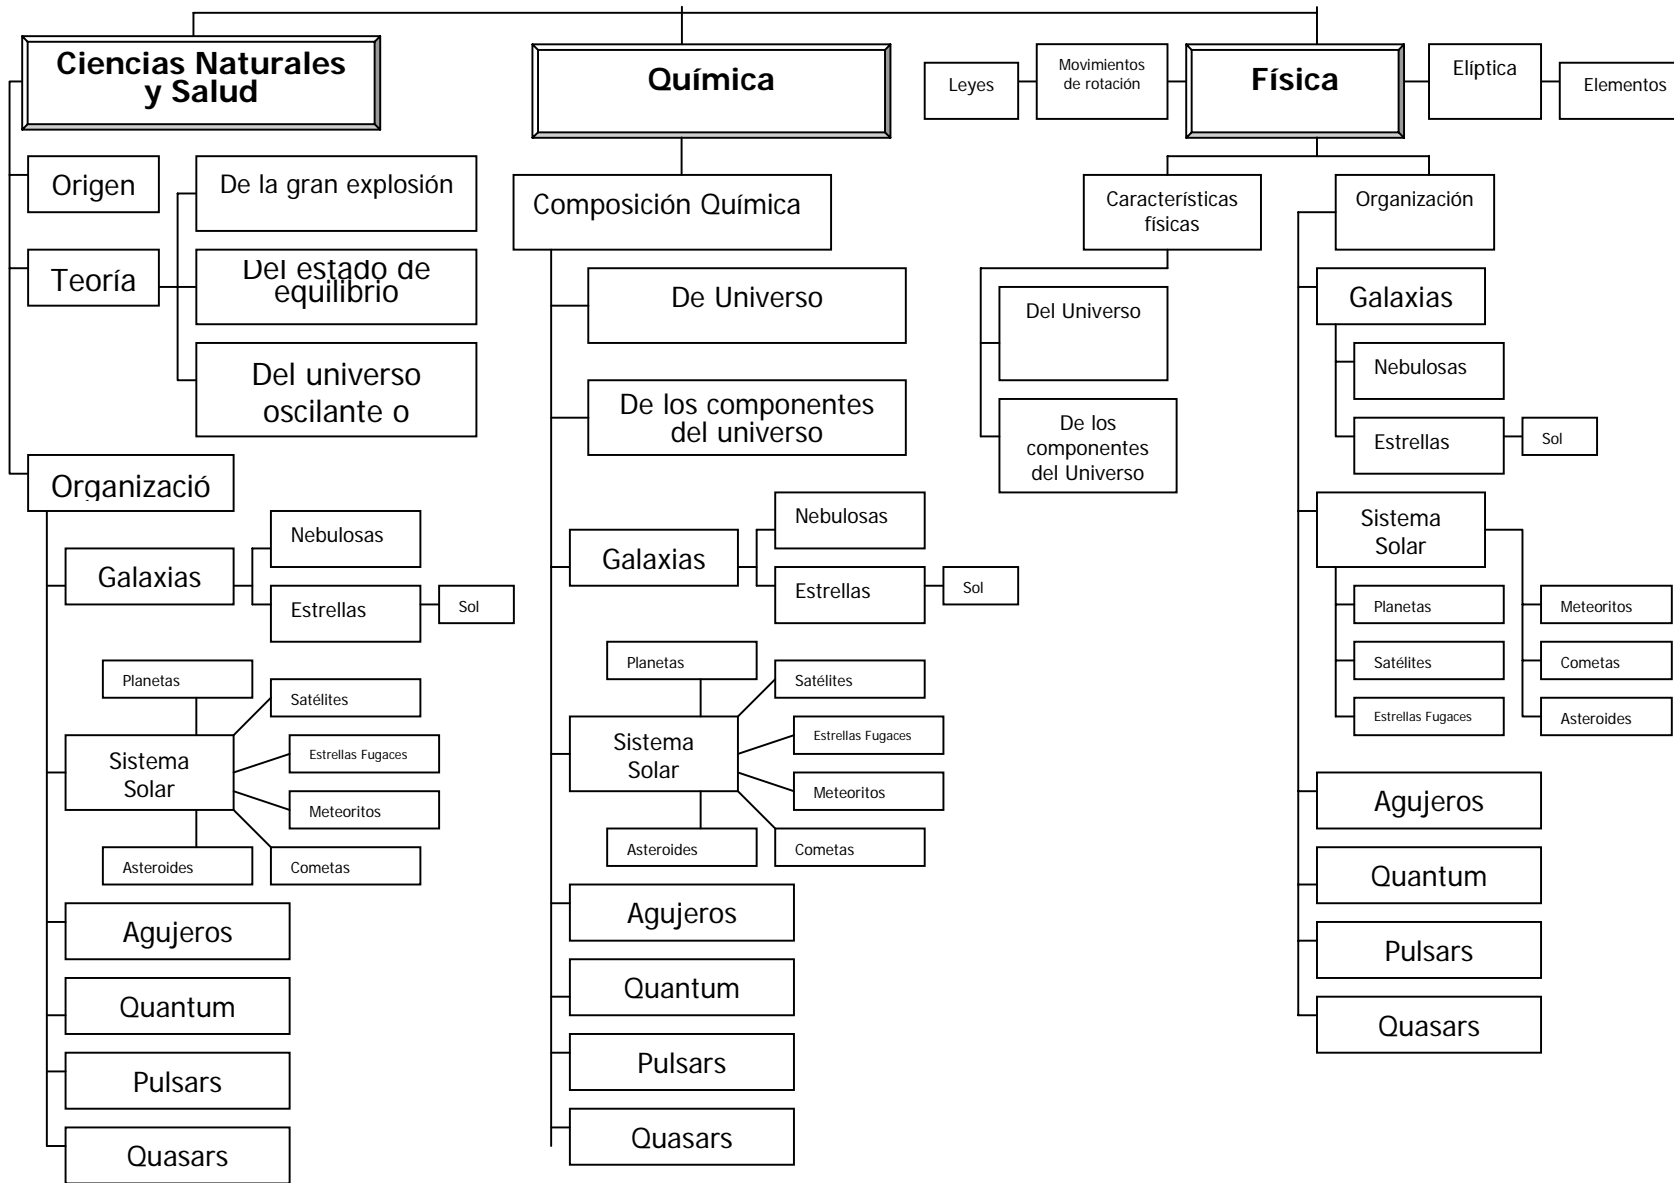 Ciencias Naturales
y Salud
Origen
De la gran explosión
Teoría
Del estado de
equilibrio
Del universo
oscilante o
Organizació
Galaxias
Nebulosas
Estrellas
Sol
Planetas
Satélites
Sistema
Solar
Estrellas Fugaces
Meteoritos
Asteroides
Cometas
Agujeros
Quantum
Pulsars
Quasars
Química
Composición Química
De Universo
De los componentes
del universo
Galaxias
Nebulosas
Estrellas
Sol
Planetas
Satélites
Sistema
Solar
Estrellas Fugaces
Meteoritos
Asteroides
Cometas
Agujeros
Quantum
Pulsars
Quasars
Leyes
Movimientos
de rotación
Física
Elíptica
Elementos
Características
físicas
Del Universo
De los
componentes
del Universo
Organización
Galaxias
Nebulosas
Estrellas
Sol
Sistema
Solar
Planetas
Meteoritos
Satélites
Cometas
Estrellas Fugaces
Asteroides
Agujeros
Quantum
Pulsars
Quasars